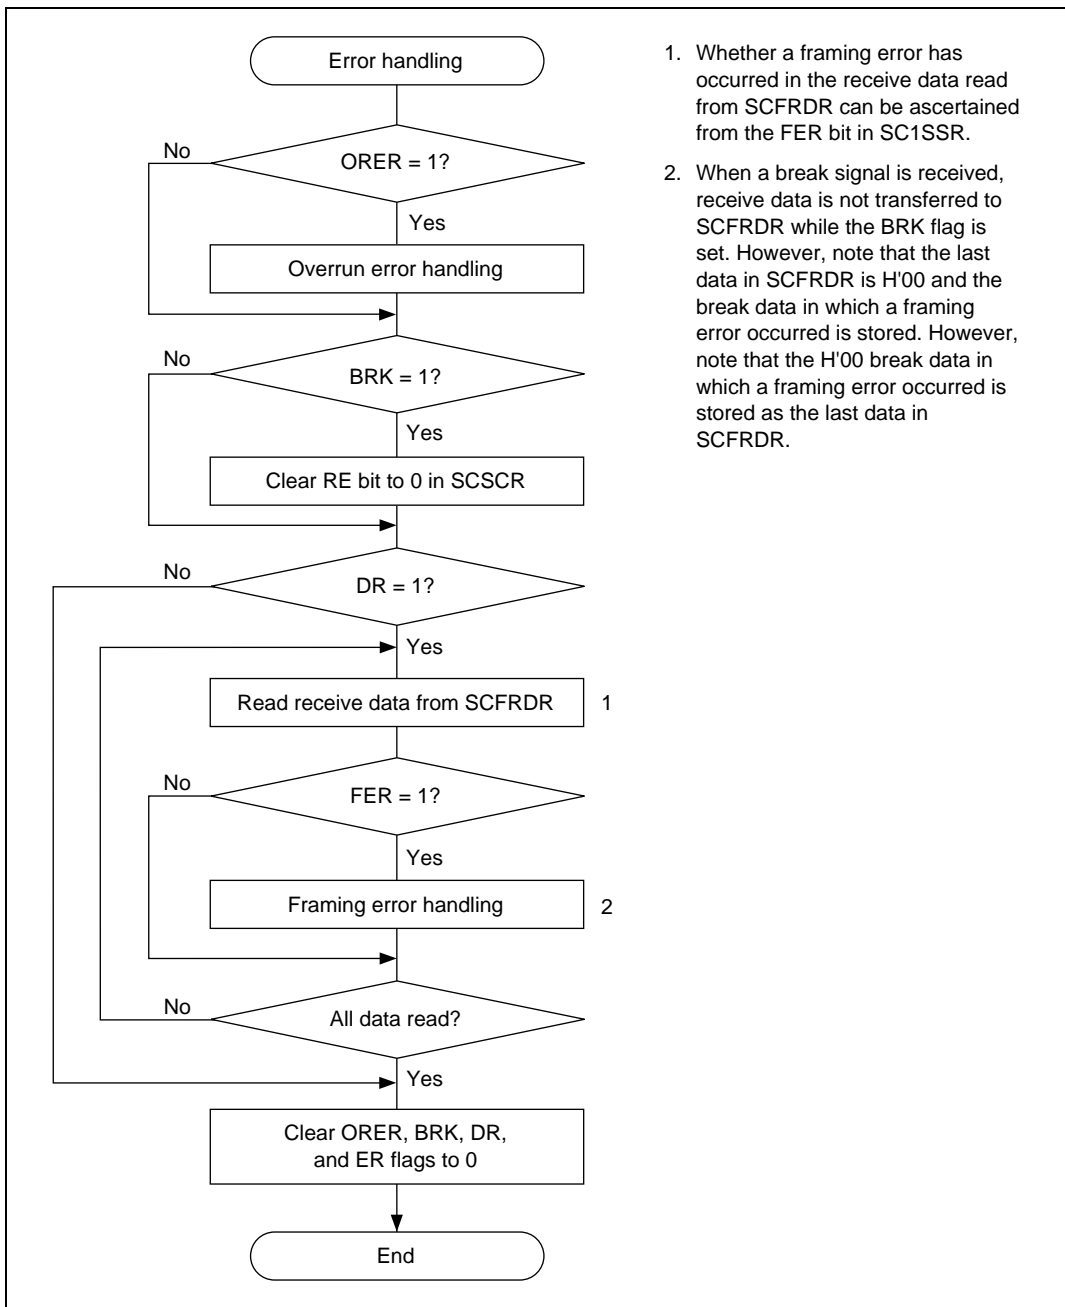 Error handling
No
ORER = 1?
Yes
Overrun error handling
No
BRK = 1?
Yes
Clear RE bit to 0 in SCSCR
No
DR = 1?
Yes
Read receive data from SCFRDR 1
No
FER = 1?
Yes
Framing error handling 2
No
All data read?
Yes
Clear ORER, BRK, DR,
and ER flags to 0
End
1. Whether a framing error has
occurred in the receive data read
from SCFRDR can be ascertained
from the FER bit in SC1SSR.
2. When a break signal is received,
receive data is not transferred to
SCFRDR while the BRK flag is
set. However, note that the last
data in SCFRDR is H'00 and the
break data in which a framing
error occurred is stored. However,
note that the H'00 break data in
which a framing error occurred is
stored as the last data in
SCFRDR.